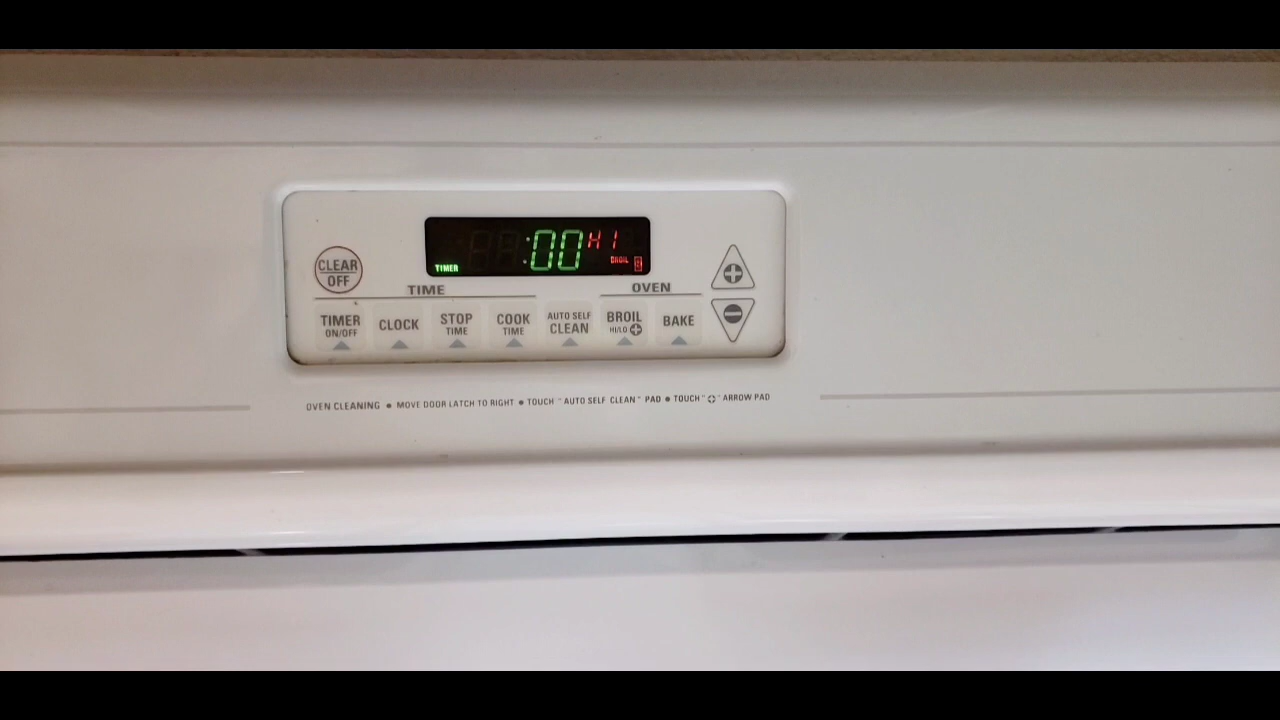 :00 HI
TIMER BROIL
CLEAR
OFF
TIME OVEN
TIMER
ON/OFF
CLOCK
STOP
TIME
COOK
TIME
AUTO SELF
CLEAN
BROIL
HI/LO
BAKE
OVEN CLEANING ● MOVE DOOR LATCH TO RIGHT ● TOUCH "AUTO SELF CLEAN" PAD ● TOUCH "+" ARROW PAD